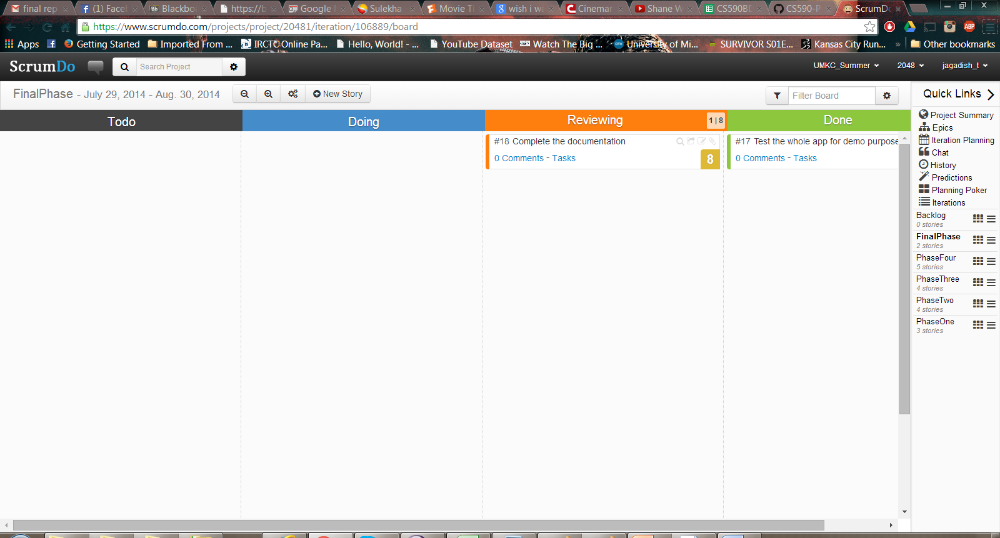 final rep
(1) Facel
Blackbo
https://b
Google
Sulekha
Movie Ti
wish i wa
Cinemar
Shane W
CS590BD
CS590-P
ScrumDo
https://www.scrumdo.com/projects/project/20481/iteration/106889/board
ABP
Apps
Getting Started
Imported From ...
IRCTC Online Pa...
Hello, World! - ...
YouTube Dataset
Watch The Big ...
University of Mi...
SURVIVOR S01E...
Kansas City Run...
»
Other bookmarks
ScrumDo
Search Project
UMKC_Summer
2048
jagadish_t
FinalPhase - July 29, 2014 - Aug. 30, 2014
New Story
Filter Board
Quick Links
Todo
Doing
Reviewing
1 | 8
Done
#18 Complete the documentation
0 Comments - Tasks
8
#17 Test the whole app for demo purpose
0 Comments - Tasks
Project Summary
Epics
Iteration Planning
Chat
History
Predictions
Planning Poker
Iterations
Backlog
0 stories
FinalPhase
2 stories
PhaseFour
5 stories
PhaseThree
4 stories
PhaseTwo
4 stories
PhaseOne
3 stories